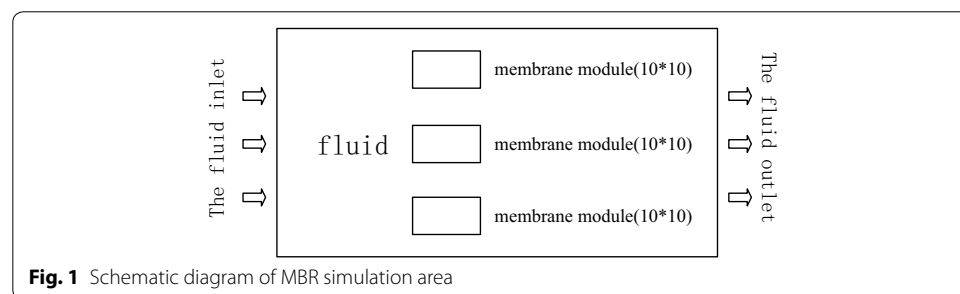 The fluid inlet
fluid
membrane module(10*10)
membrane module(10*10)
membrane module(10*10)
The fluid outlet
Fig. 1 Schematic diagram of MBR simulation area